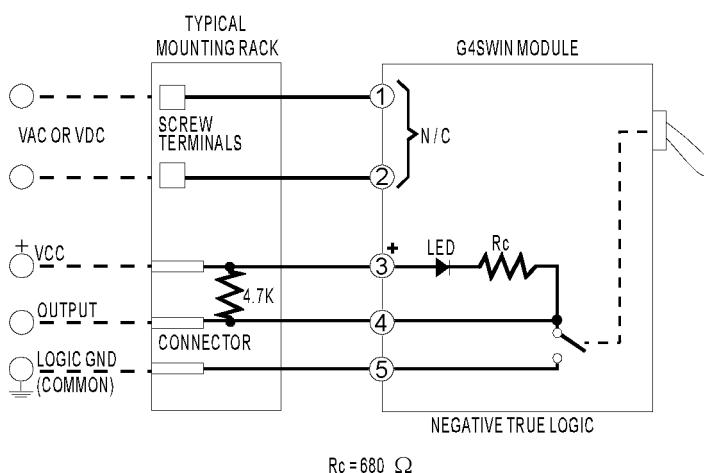 TYPICAL
MOUNTING RACK
G4SWIN MODULE
1
VAC OR VDC
SCREW
TERMINALS
N/C
2
+
VCC
3
+
LED
Rc
4.7K
OUTPUT
4
CONNECTOR
LOGIC GND
(COMMON)
5
NEGATIVE TRUE LOGIC
Rc = 680 Ω